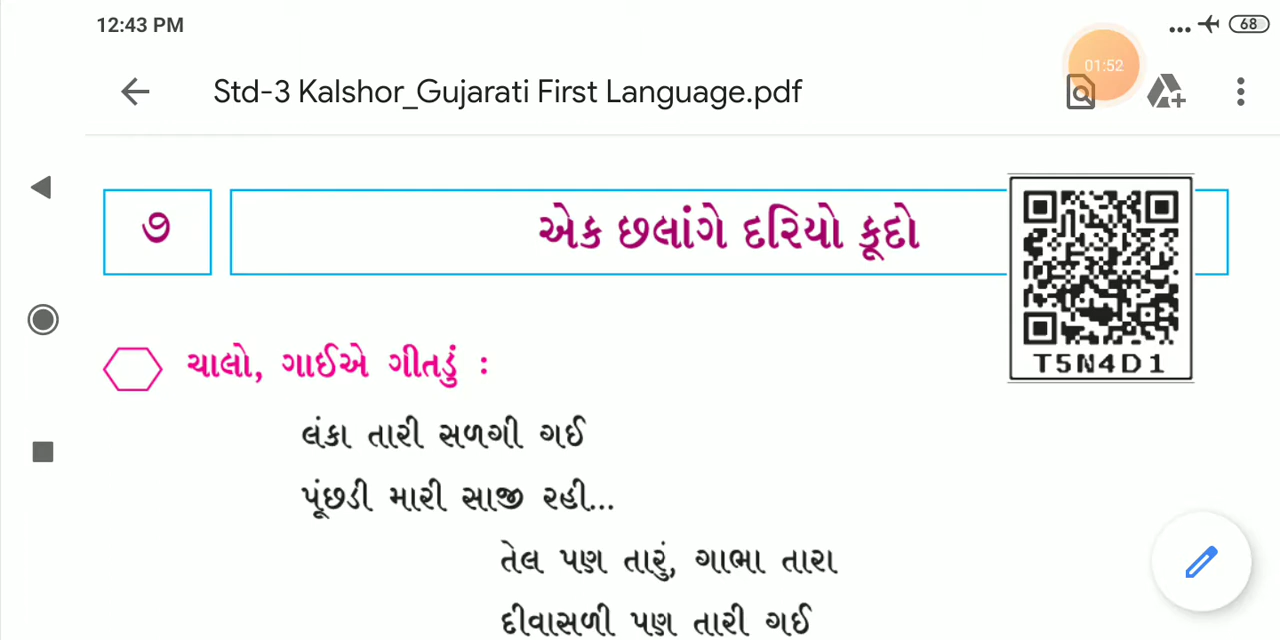 12:43 PM
68
01:52
Std-3 Kalshor_Gujarati First Language.pdf
૭
એક છલાંગે દરિયો કૂદો
T5N4D1
ચાલો, ગાઈએ ગીતડું :
લંકા તારી સળગી ગઈ
પૂંછડી મારી સાજી રહી...
તેલ પણ તારું, ગાભા તારા
દીવાસળી પણ તારી ગઈ